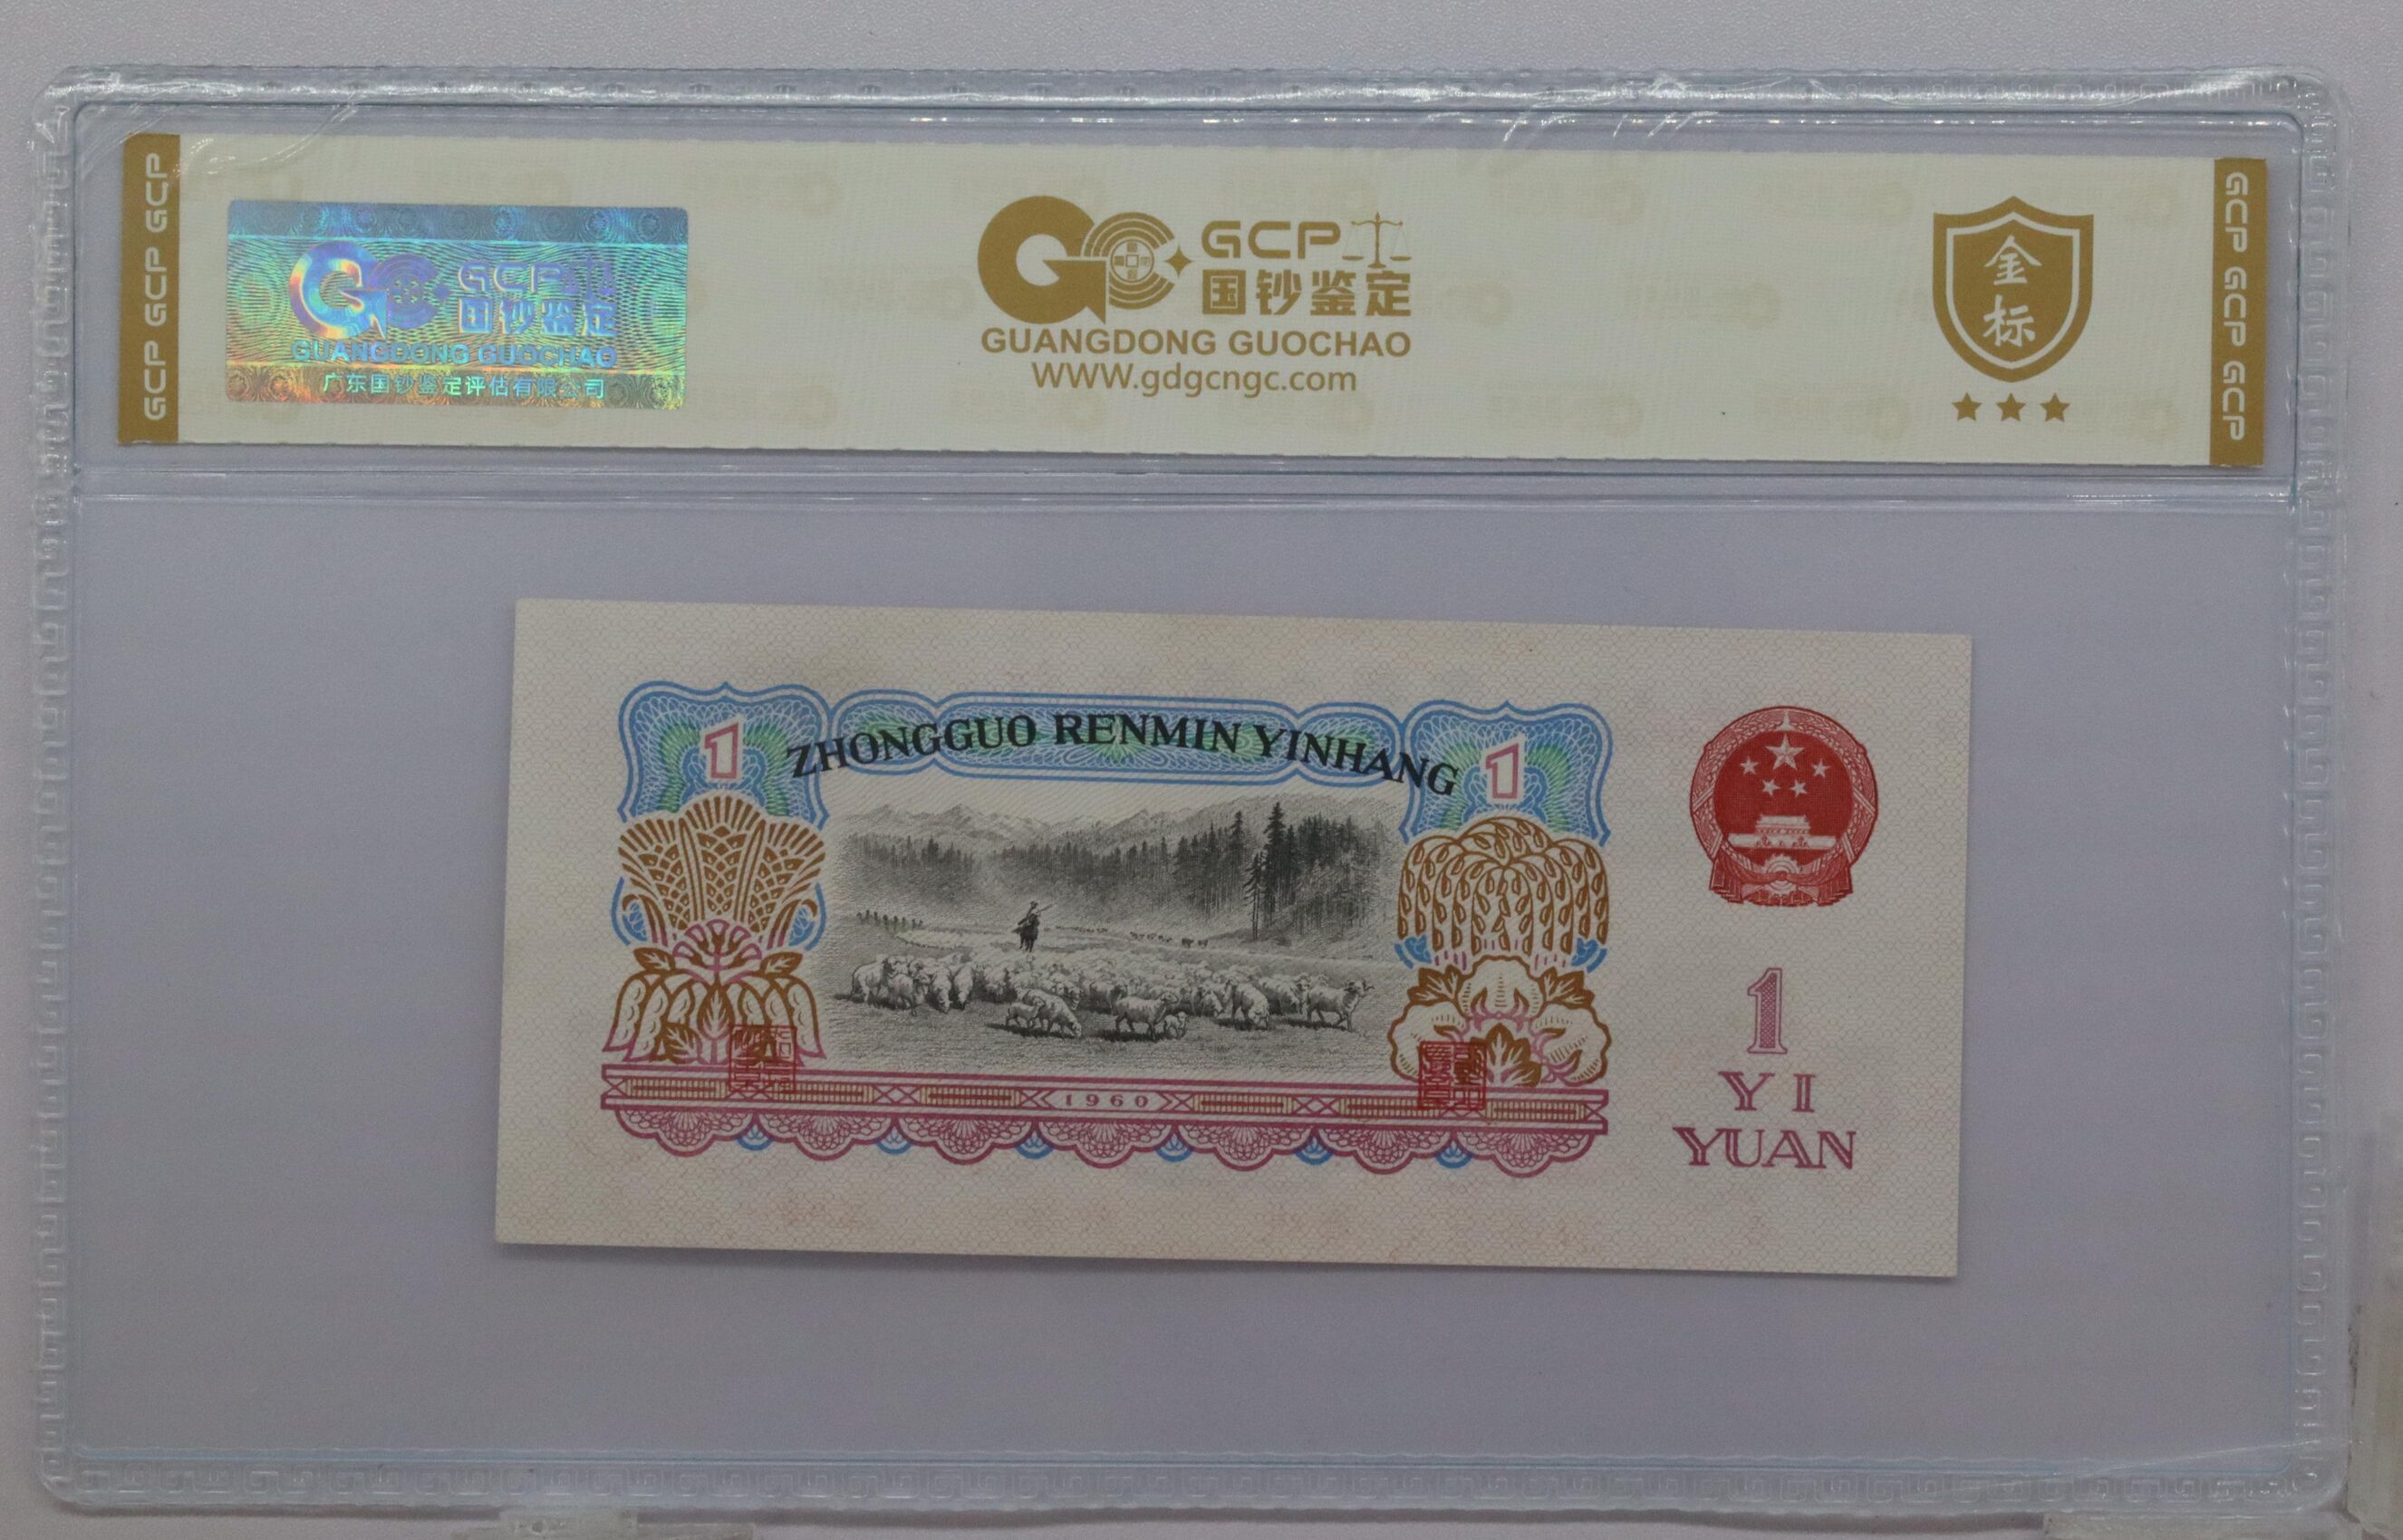 GCP GCP GCP
GCP
国钞鉴定
GUANGDONG GUOCHAO
广东国钞鉴定评估有限公司
GCP
国钞鉴定
GUANGDONG GUOCHAO
www.gdgcngc.com
金
标
GCP GCP GCP
1
ZHONGGUO RENMIN YINHANG
1
1960
1
YI
YUAN